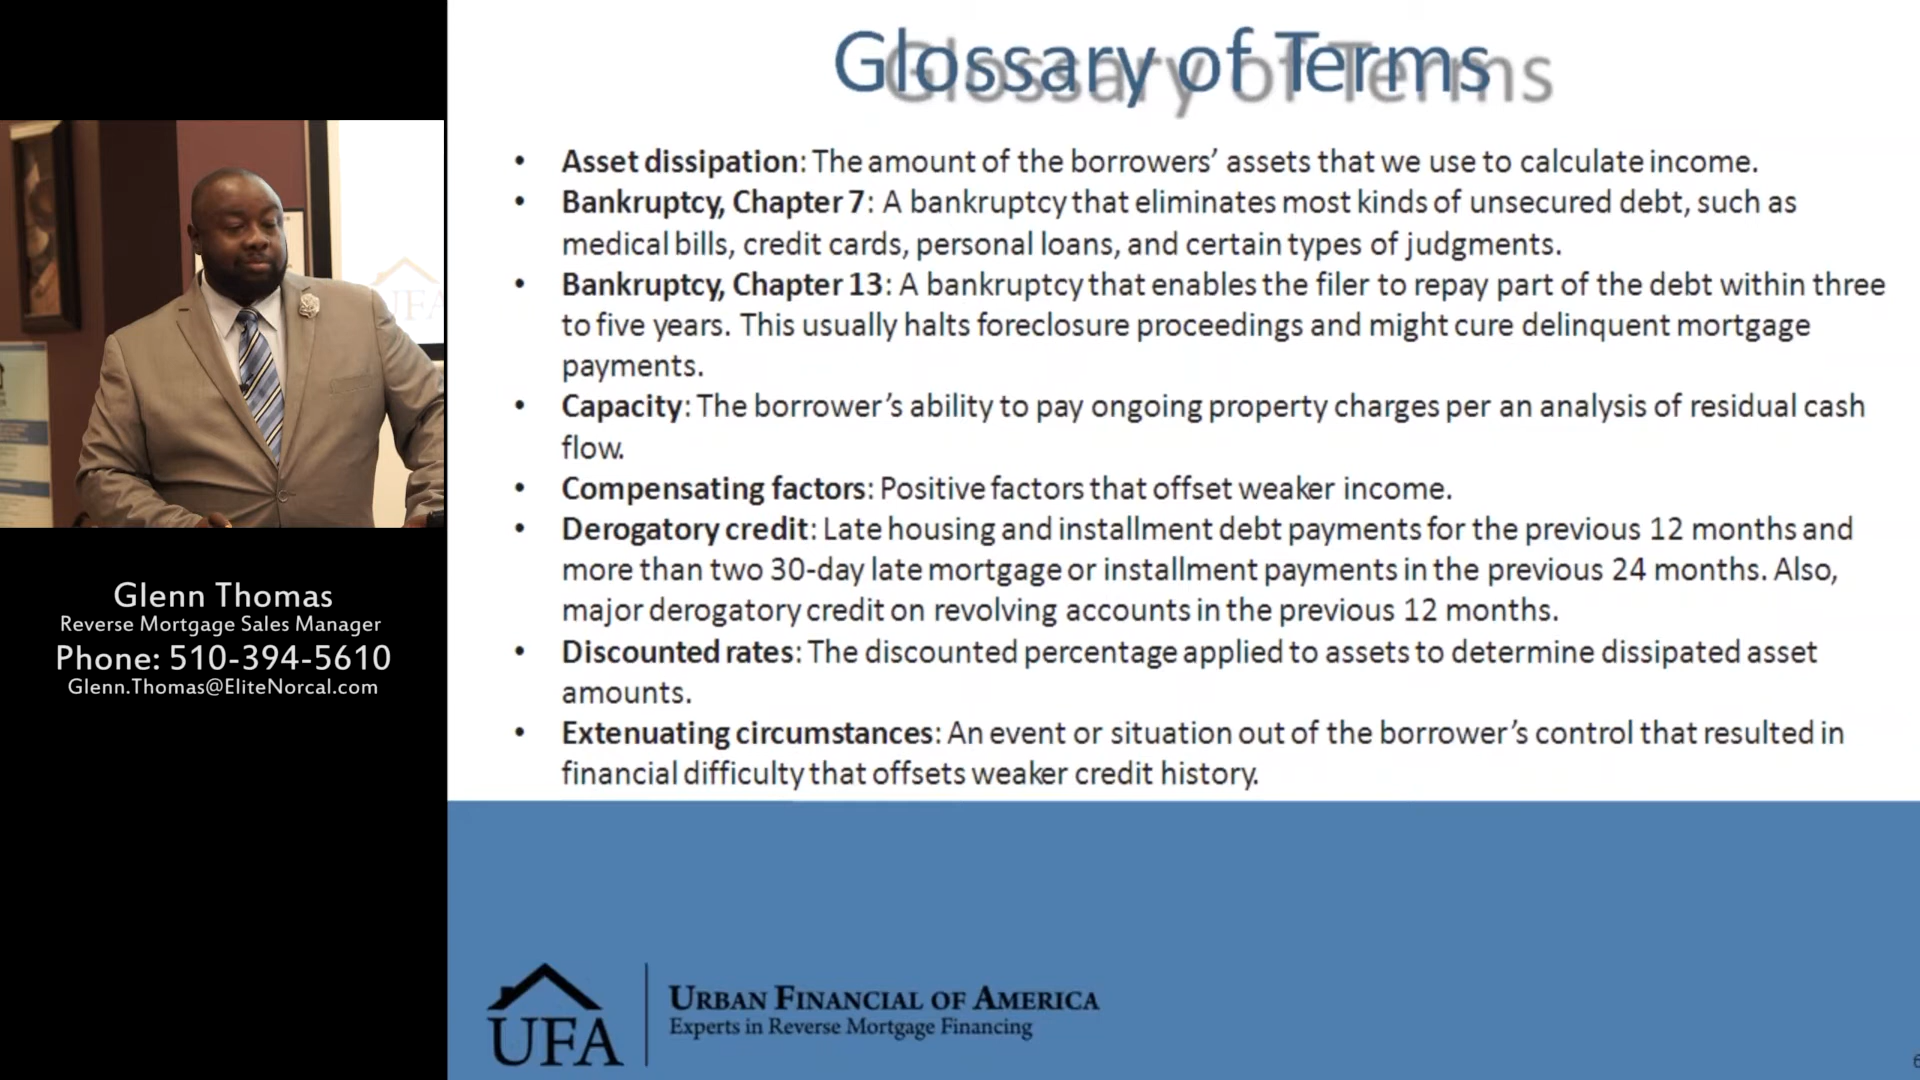 Glossary of Terms
• Asset dissipation: The amount of the borrowers’ assets that we use to calculate income.
• Bankruptcy, Chapter 7: A bankruptcy that eliminates most kinds of unsecured debt, such as
medical bills, credit cards, personal loans, and certain types of judgments.
• Bankruptcy, Chapter 13: A bankruptcy that enables the filer to repay part of the debt within three
to five years. This usually halts foreclosure proceedings and might cure delinquent mortgage
payments.
• Capacity: The borrower’s ability to pay ongoing property charges per an analysis of residual cash
flow.
• Compensating factors: Positive factors that offset weaker income.
• Derogatory credit: Late housing and installment debt payments for the previous 12 months and
more than two 30-day late mortgage or installment payments in the previous 24 months. Also,
major derogatory credit on revolving accounts in the previous 12 months.
• Discounted rates: The discounted percentage applied to assets to determine dissipated asset
amounts.
• Extenuating circumstances: An event or situation out of the borrower’s control that resulted in
financial difficulty that offsets weaker credit history.
UFA
Glenn Thomas
Reverse Mortgage Sales Manager
Phone: 510-394-5610
Glenn.Thomas@EliteNorcal.com
UFA
URBAN FINANCIAL OF AMERICA
Experts in Reverse Mortgage Financing